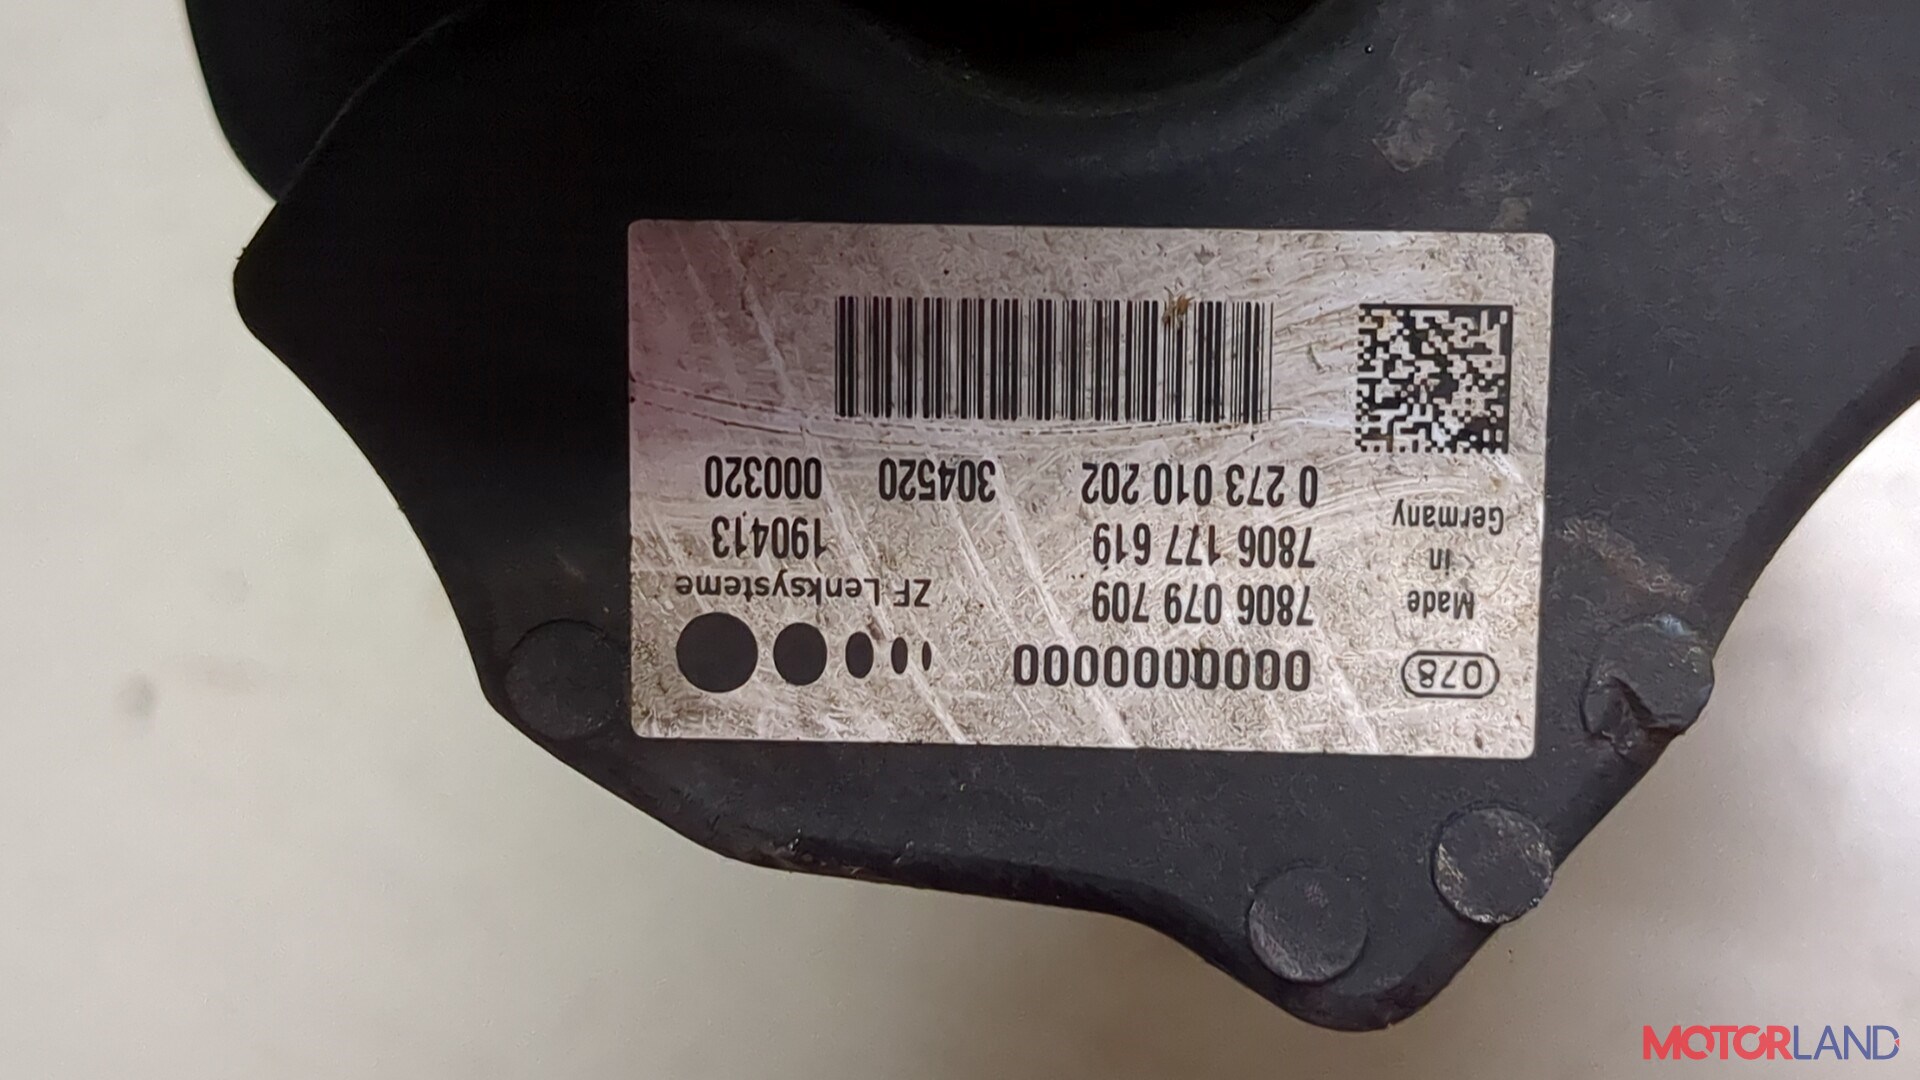 078 0000000000000
Made 7806 079 709 ZF Lenksysteme
in 7806 177 619 190413
Germany 0 273 010 202 304520 000320
MOTORLAND